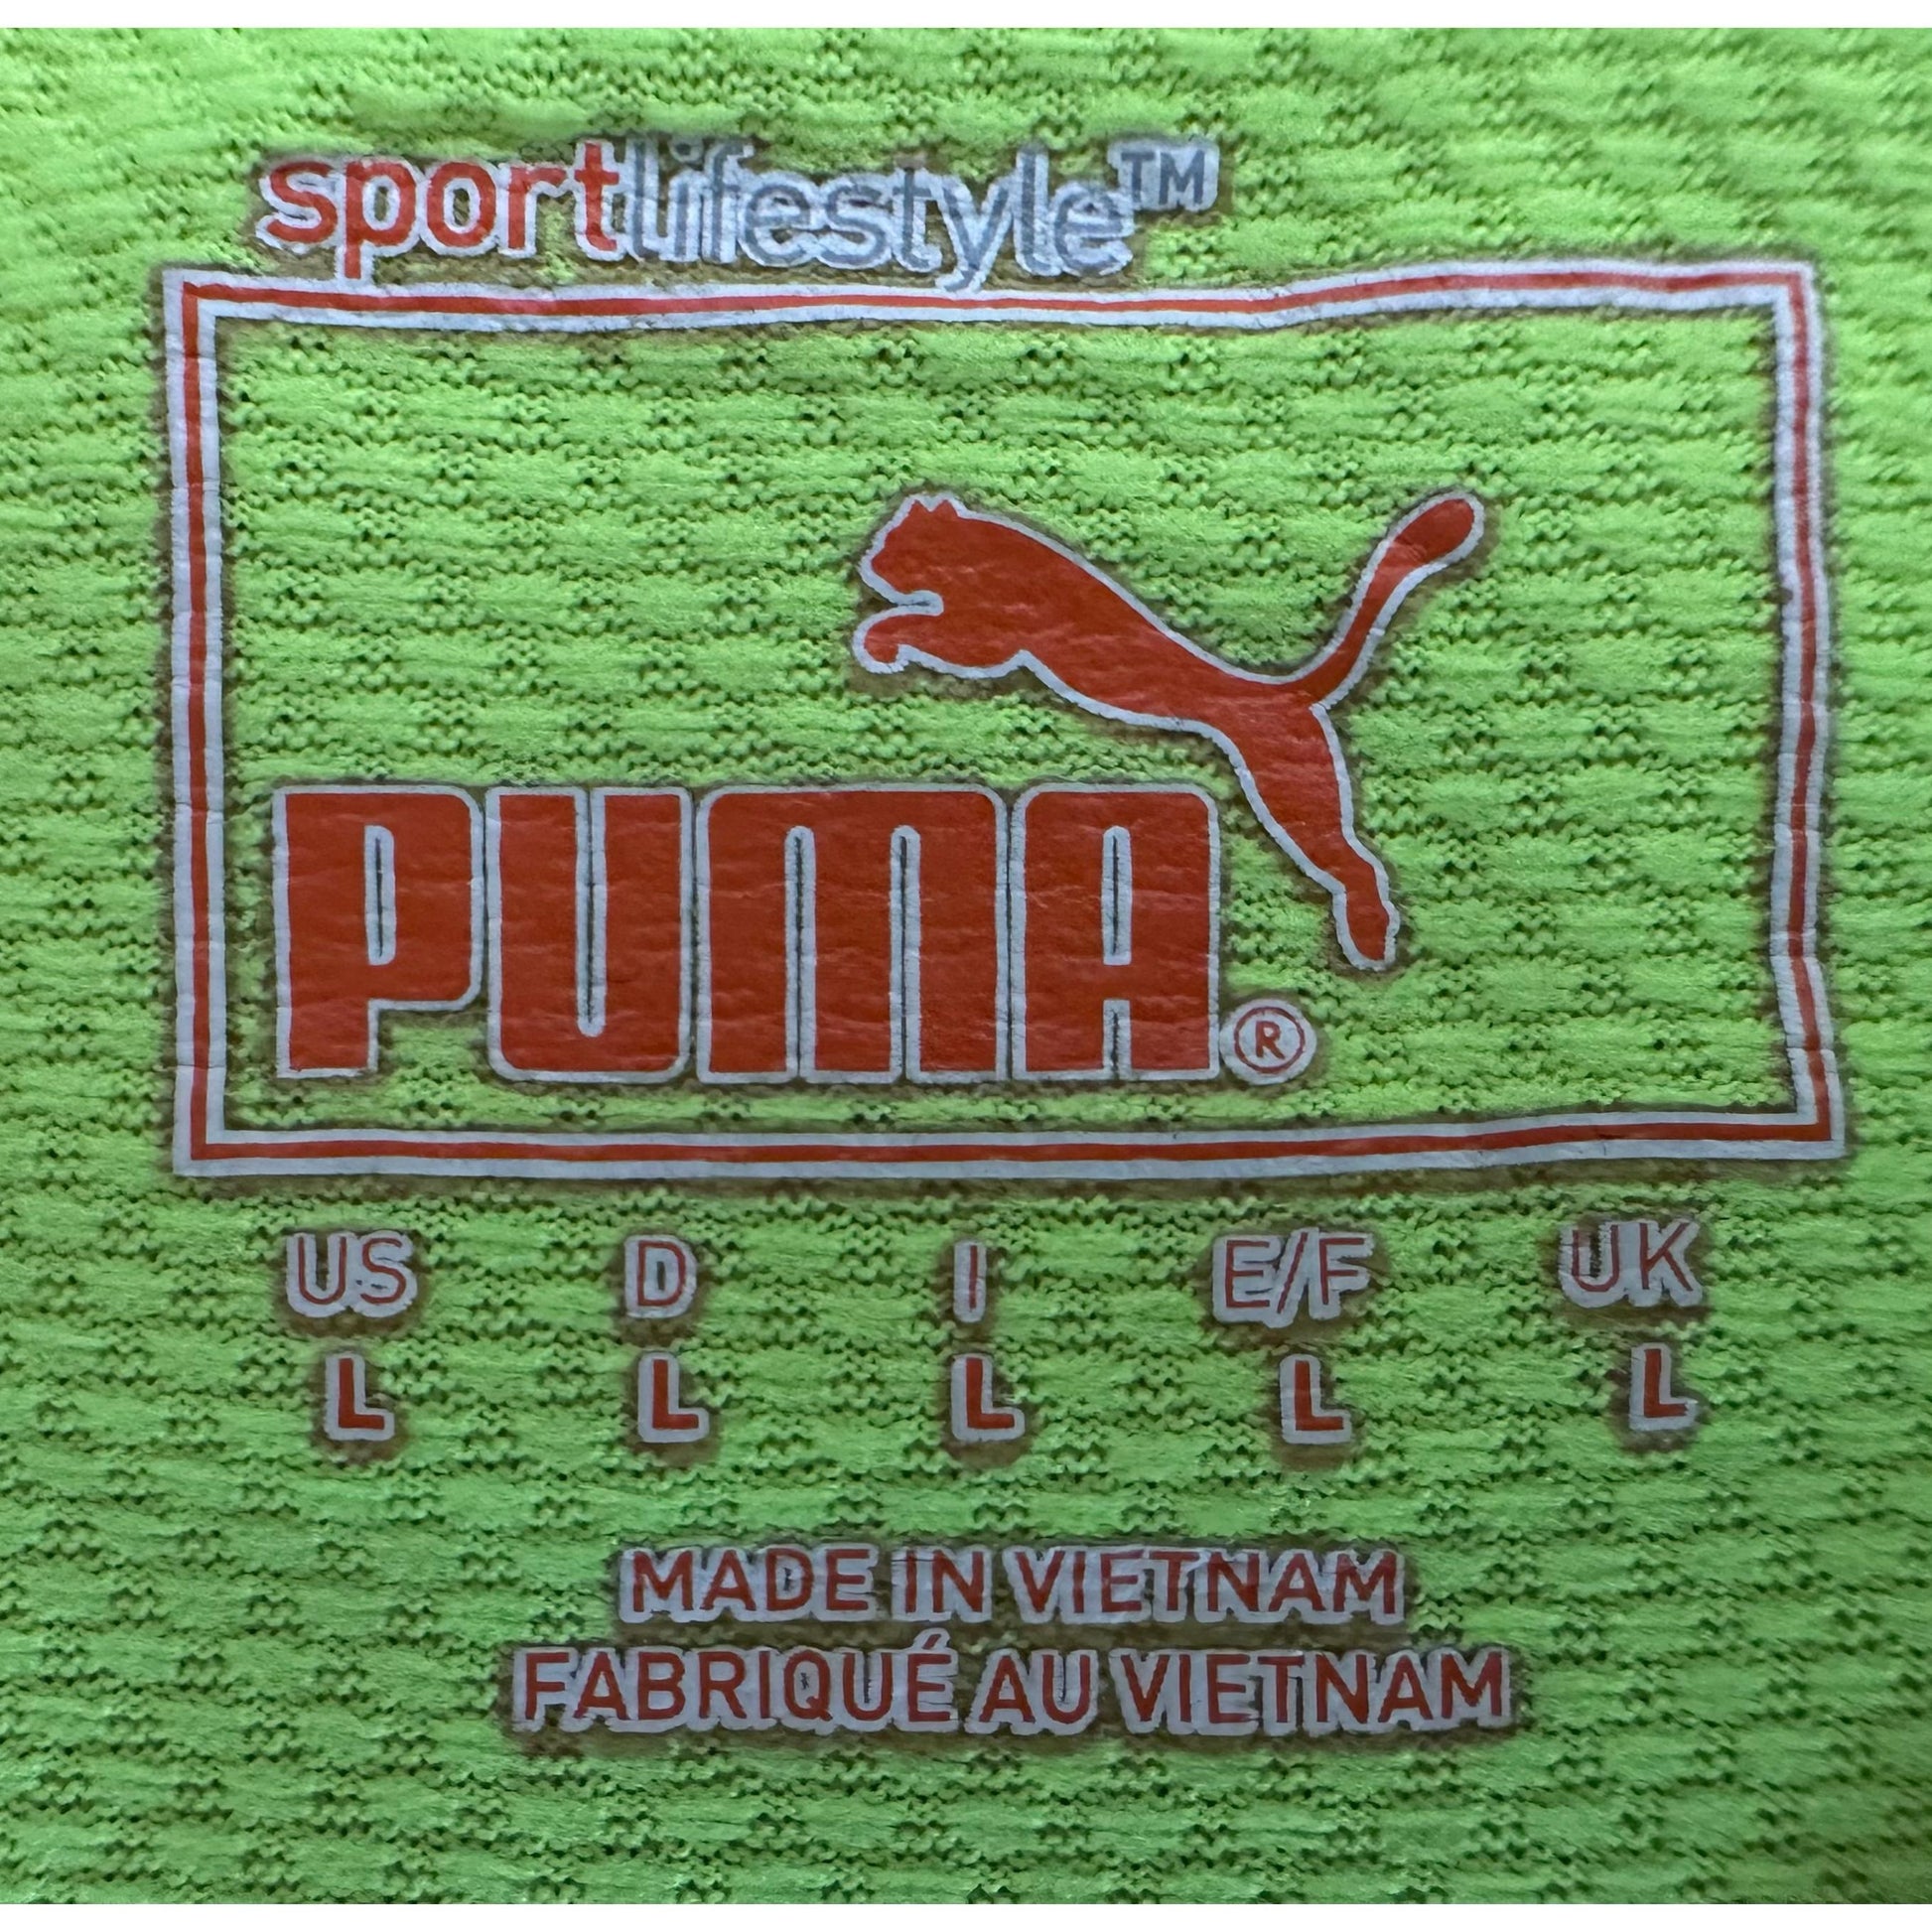 sportlifestyle™
PUMA®
US D I E/F UK
L L L L L
MADE IN VIETNAM
FABRIQUÉ AU VIETNAM